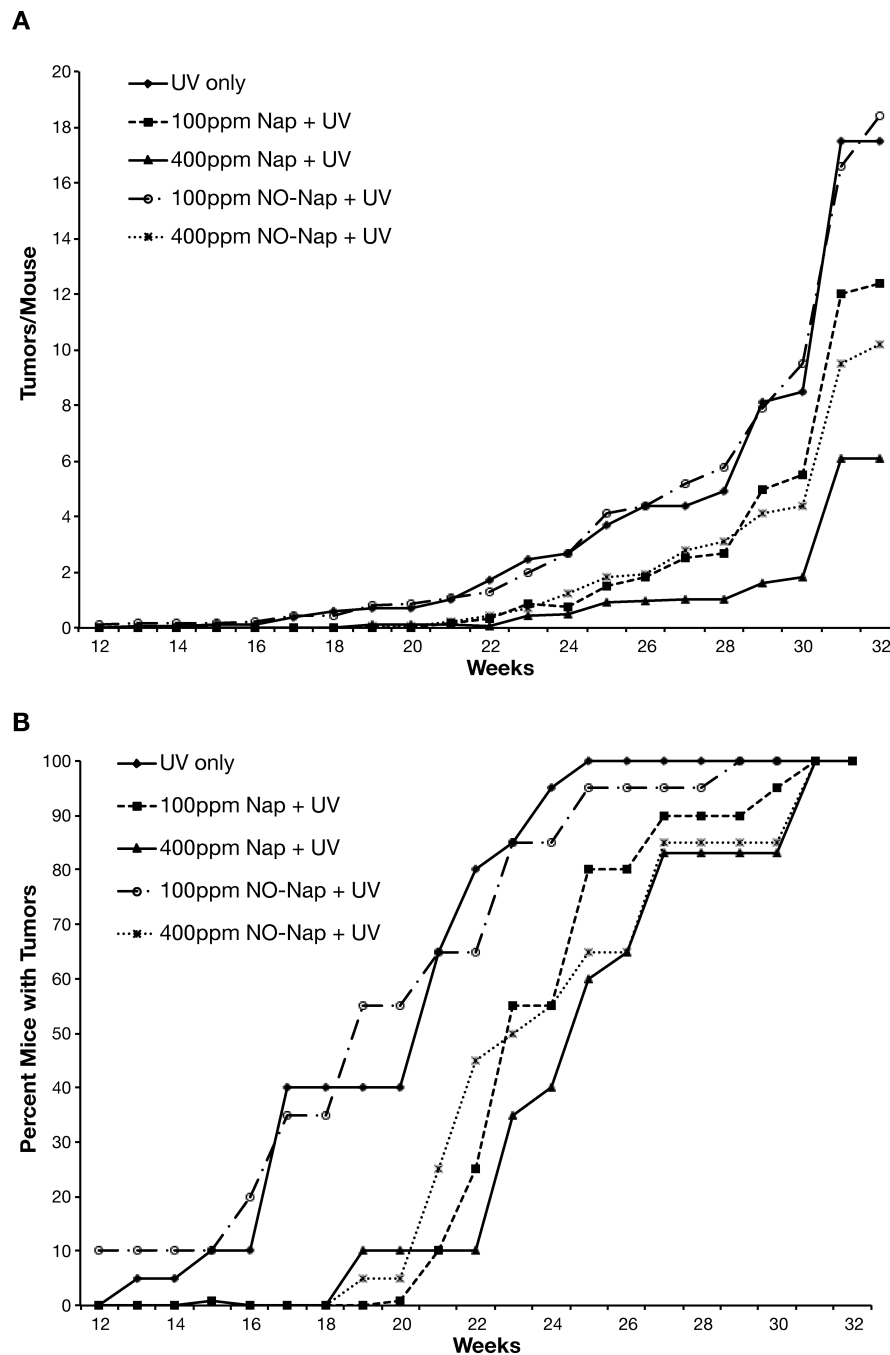 A
20
18
16
14
12
10
8
6
4
2
0
Tumors/Mouse
UV only
100ppm Nap + UV
400ppm Nap + UV
100ppm NO-Nap + UV
400ppm NO-Nap + UV
12 14 16 18 20 22 24 26 28 30 32
Weeks
B
100
90
80
70
60
50
40
30
20
10
0
Percent Mice with Tumors
UV only
100ppm Nap + UV
400ppm Nap + UV
100ppm NO-Nap + UV
400ppm NO-Nap + UV
12 14 16 18 20 22 24 26 28 30 32
Weeks